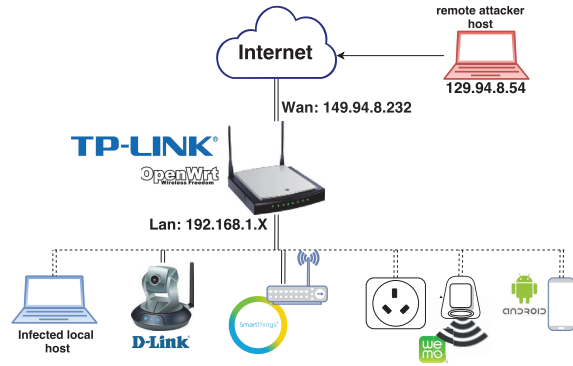 remote attacker
host
Internet
129.94.8.54
Wan: 149.94.8.232
TP-LINK®
OpenWrt
Wireless Freedom
Lan: 192.168.1.X
Infected local
host
D-Link®
SmartThings
wemo
ANDROID